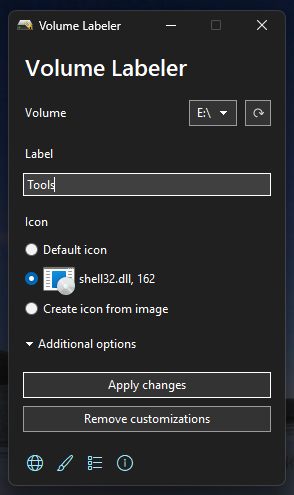 Volume Labeler
Volume Labeler
Volume
E:\
Label
Tools
Icon
Default icon
shell32.dll, 162
Create icon from image
Additional options
Apply changes
Remove customizations